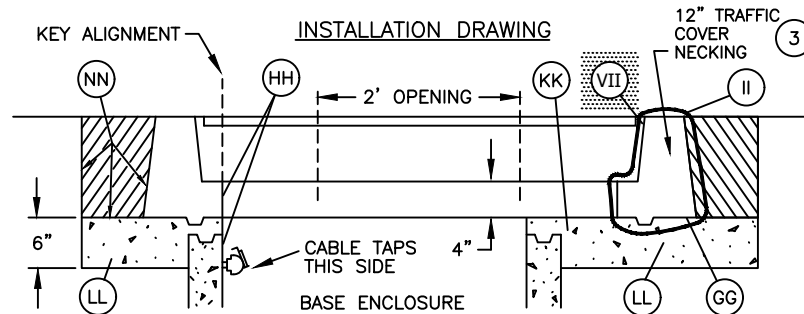 INSTALLATION DRAWING
KEY ALIGNMENT
12" TRAFFIC
COVER
NECKING
3
NN
HH
2' OPENING
KK
VII
II
6"
4"
CABLE TAPS
THIS SIDE
LL
BASE ENCLOSURE
LL
GG